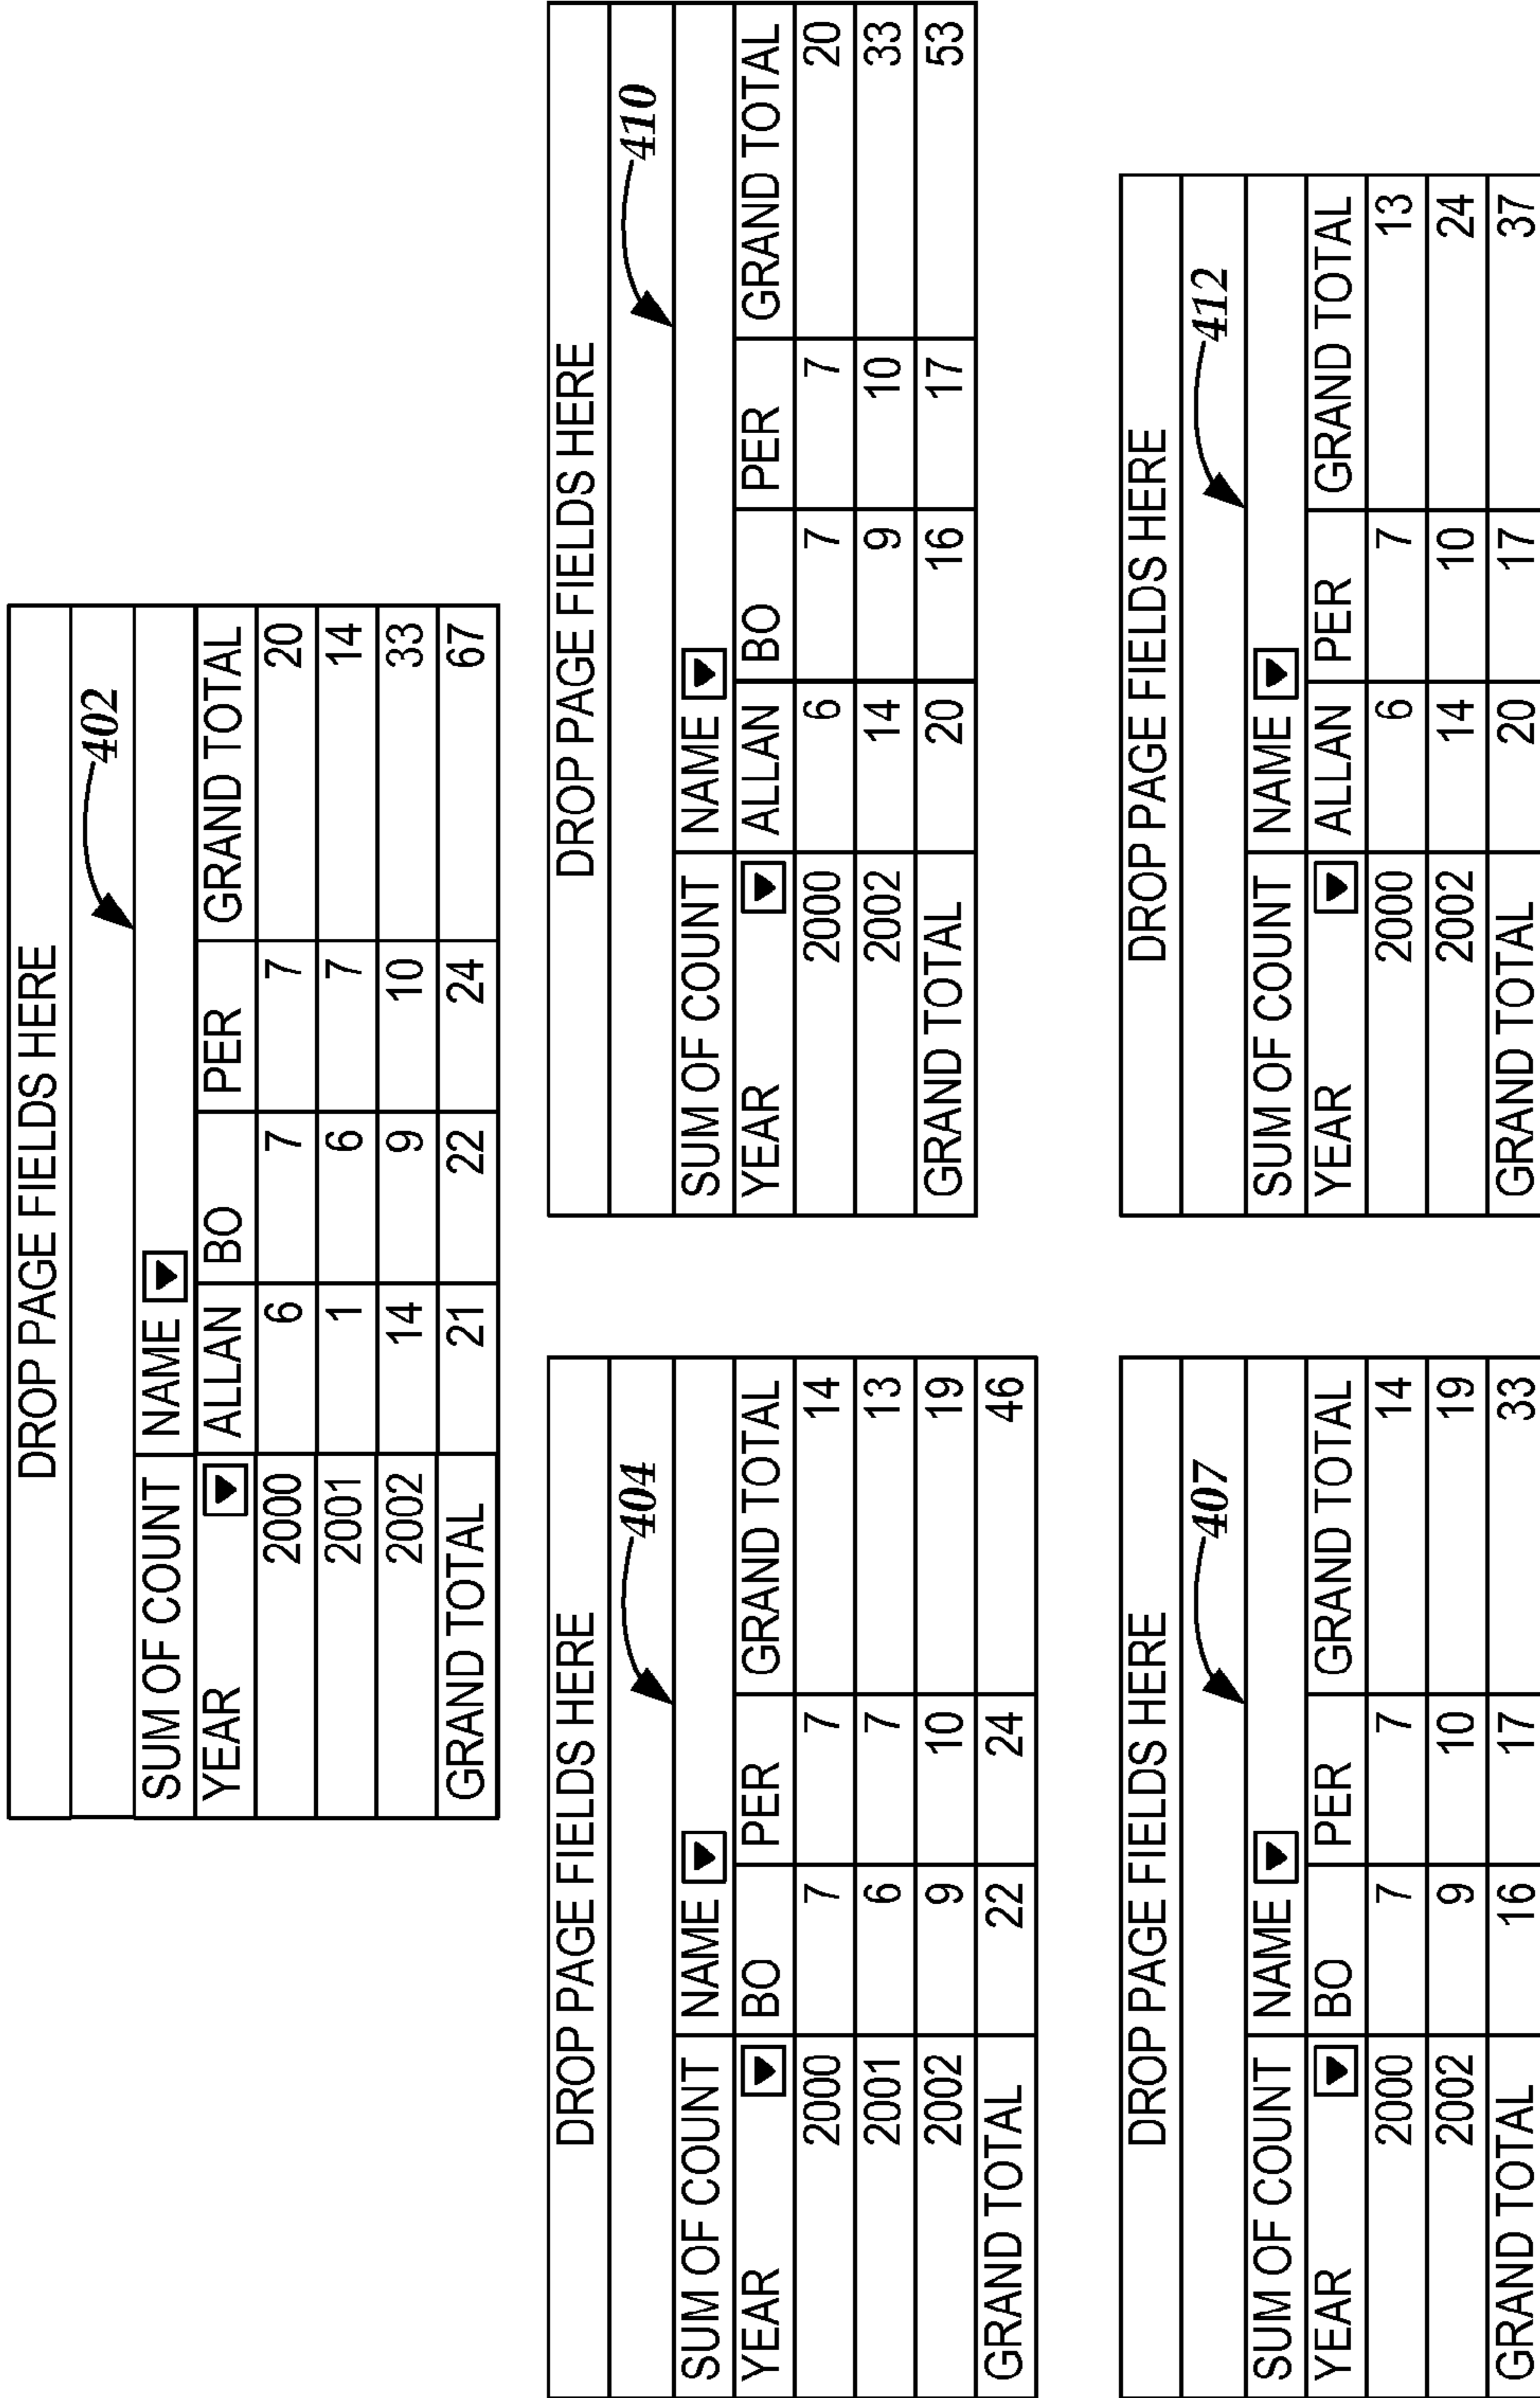 DROP PAGE FIELDS HERE
402
SUM OF COUNT NAME
YEAR ALLAN BO PER GRAND TOTAL
2000 6 7 7 20
2001 1 6 7 14
2002 14 9 10 33
GRAND TOTAL 21 22 24 67
DROP PAGE FIELDS HERE
404
SUM OF COUNT NAME
YEAR BO PER GRAND TOTAL
2000 7 7 14
2001 6 7 13
2002 9 10 19
GRAND TOTAL 22 24 46
DROP PAGE FIELDS HERE
410
SUM OF COUNT NAME
YEAR ALLAN BO PER GRAND TOTAL
2000 6 7 7 20
2002 14 9 10 33
GRAND TOTAL 20 16 17 53
DROP PAGE FIELDS HERE
407
SUM OF COUNT NAME
YEAR BO PER GRAND TOTAL
2000 7 7 14
2002 9 10 19
GRAND TOTAL 16 17 33
DROP PAGE FIELDS HERE
412
SUM OF COUNT NAME
YEAR ALLAN PER GRAND TOTAL
2000 6 7 13
2002 14 10 24
GRAND TOTAL 20 17 37